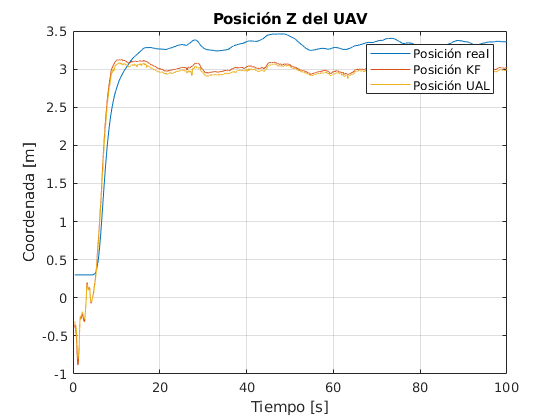 Posición Z del UAV
3.5
3
2.5
2
1.5
1
0.5
0
-0.5
-1
Coordenada [m]
Posición real
Posición KF
Posición UAL
0 20 40 60 80 100
Tiempo [s]